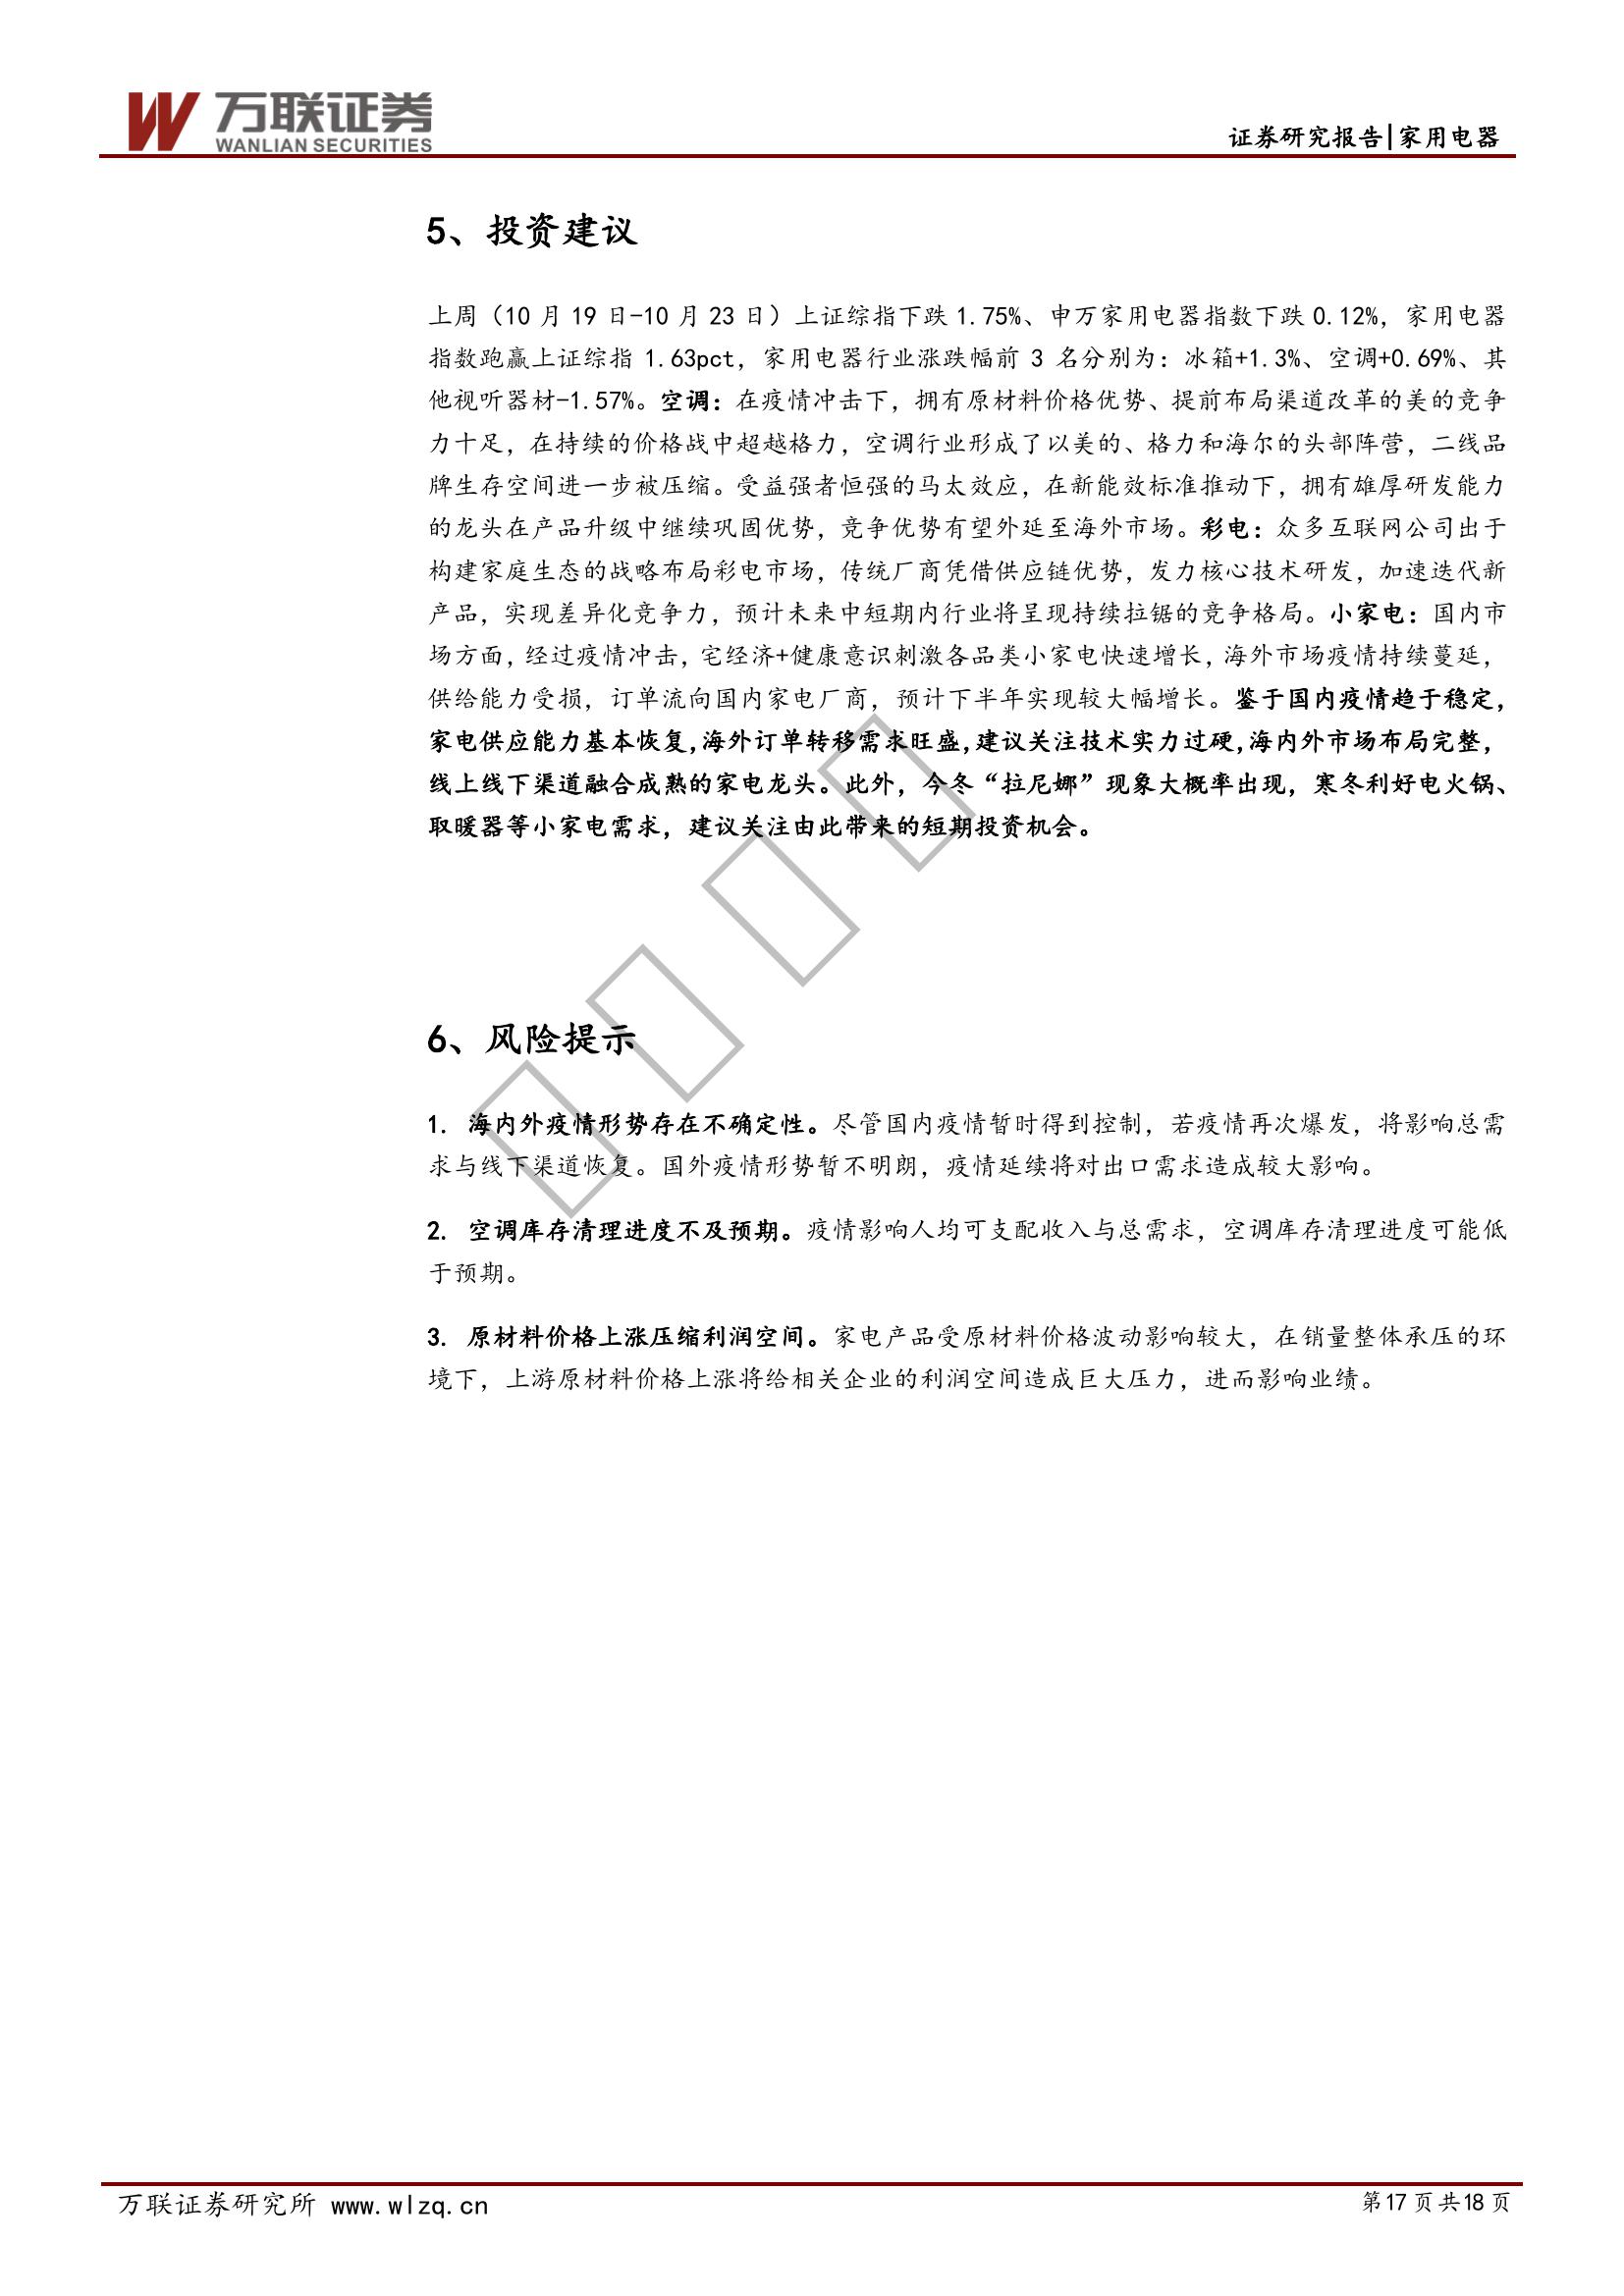 万联证券
WANLIAN SECURITIES
证券研究报告|家用电器
5、投资建议
上周（10 月 19 日-10 月 23 日）上证综指下跌 1.75%、申万家用电器指数下跌 0.12%，家用电器
指数跑赢上证综指 1.63pct，家用电器行业涨跌幅前 3 名分别为：冰箱+1.3%、空调+0.69%、其
他视听器材-1.57%。空调：在疫情冲击下，拥有原材料价格优势、提前布局渠道改革的美的竞争
力十足，在持续的价格战中超越格力，空调行业形成了以美的、格力和海尔的头部阵营，二线品
牌生存空间进一步被压缩。受益强者恒强的马太效应，在新能效标准推动下，拥有雄厚研发能力
的龙头在产品升级中继续巩固优势，竞争优势有望外延至海外市场。彩电：众多互联网公司出于
构建家庭生态的战略布局彩电市场，传统厂商凭借供应链优势，发力核心技术研发，加速迭代新
产品，实现差异化竞争力，预计未来中短期内行业将呈现持续拉锯的竞争格局。小家电：国内市
场方面，经过疫情冲击，宅经济+健康意识刺激各品类小家电快速增长，海外市场疫情持续蔓延，
供给能力受损，订单流向国内家电厂商，预计下半年实现较大幅增长。鉴于国内疫情趋于稳定，
家电供应能力基本恢复，海外订单转移需求旺盛，建议关注技术实力过硬，海内外市场布局完整，
线上线下渠道融合成熟的家电龙头。此外，今冬“拉尼娜”现象大概率出现，寒冬利好电火锅、
取暖器等小家电需求，建议关注由此带来的短期投资机会。
6、风险提示
1. 海内外疫情形势存在不确定性。尽管国内疫情暂时得到控制，若疫情再次爆发，将影响总需
求与线下渠道恢复。国外疫情形势暂不明朗，疫情延续将对出口需求造成较大影响。
2. 空调库存清理进度不及预期。疫情影响人均可支配收入与总需求，空调库存清理进度可能低
于预期。
3. 原材料价格上涨压缩利润空间。家电产品受原材料价格波动影响较大，在销量整体承压的环
境下，上游原材料价格上涨将给相关企业的利润空间造成巨大压力，进而影响业绩。
万联证券研究所 www.wlzq.cn
第17 页 共18 页